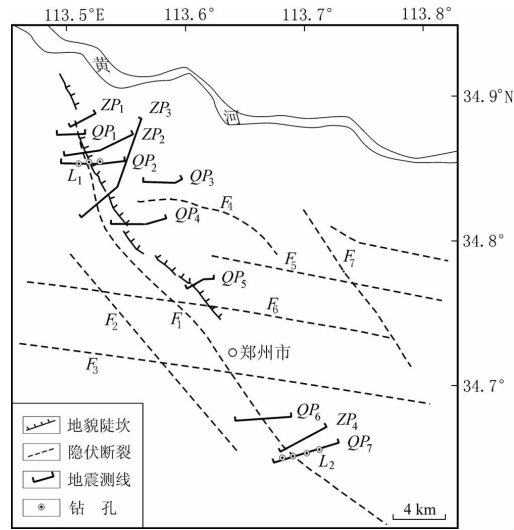 113.5°E
113.6°
113.7°
113.8°
黄
河
34.9°N
34.8°
34.7°
ZP1
ZP3
QP1
ZP2
L1
QP2
QP3
F1
QP4
F5
F7
QP5
F6
F2
F1
F3
郑州市
QP6
ZP4
QP7
L2
地貌陡坎
隐伏断裂
地震测线
钻 孔
4 km